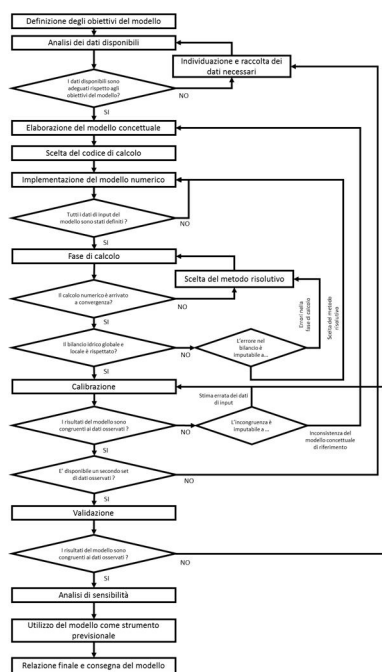 Definizione degli obiettivi del modello
Analisi dei dati disponibili
Individuazione e raccolta dei
dati necessari
I dati disponibili sono
adeguati rispetto agli
obiettivi del modello?
NO
SI
Elaborazione del modello concettuale
Scelta del codice di calcolo
Implementazione del modello numerico
Tutti i dati di input del
modello sono stati definiti ?
NO
SI
Fase di calcolo
Scelta del metodo risolutivo
Il calcolo numerico è arrivato
a convergenza?
NO
SI
Errori nella
fase di calcolo
Scelta del metodo
risolutivo
Il bilancio idrico globale e
locale è rispettato?
NO
L'errore nel
bilancio è
imputabile a...
SI
Calibrazione
Stima errata dei dati
di input
I risultati del modello sono
congruenti ai dati osservati ?
NO
L'incongruenza è
imputabile a ...
Inconsistenza del
modello concettuale
di riferimento
SI
E' disponibile un secondo set
di dati osservati ?
NO
SI
Validazione
I risultati del modello sono
congruenti ai dati osservati ?
NO
SI
Analisi di sensibilità
Utilizzo del modello come strumento
previsionale
Relazione finale e consegna del modello